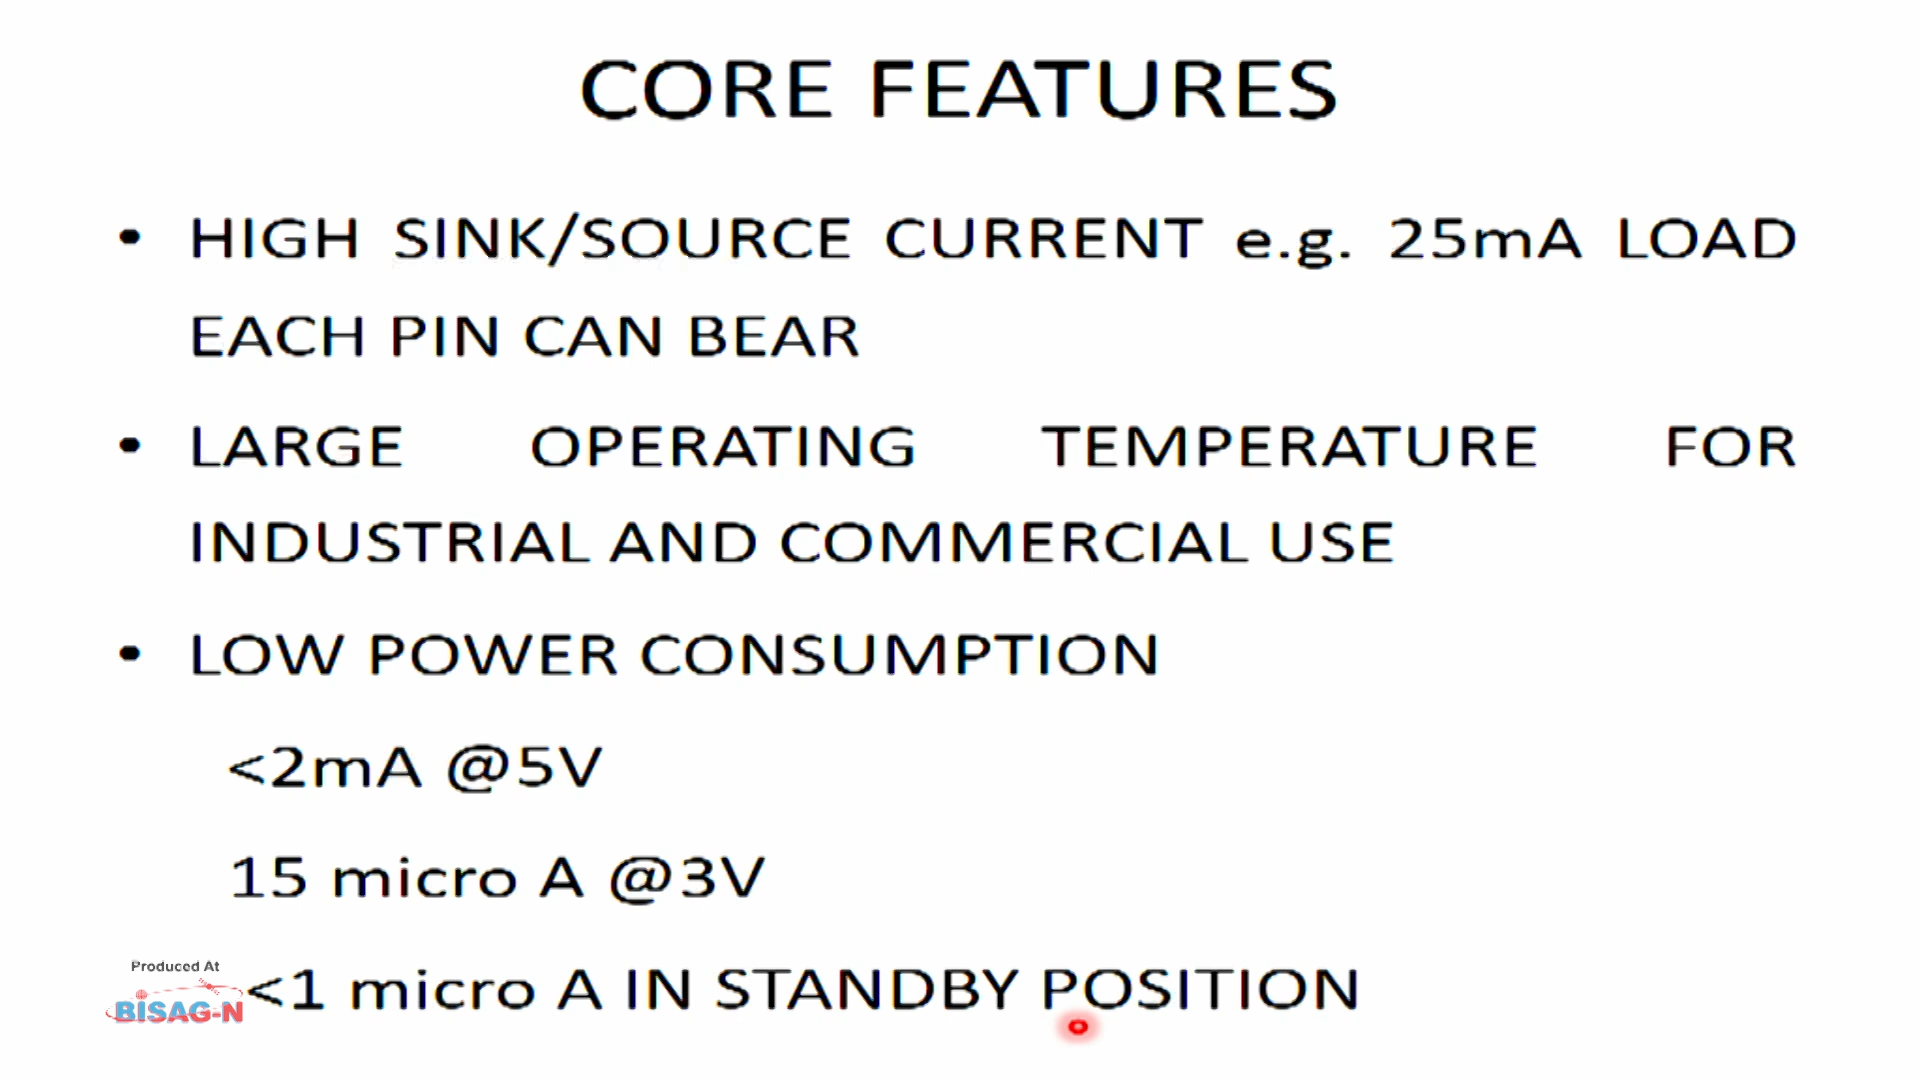 CORE FEATURES
• HIGH SINK/SOURCE CURRENT e.g. 25mA LOAD
EACH PIN CAN BEAR
• LARGE OPERATING TEMPERATURE FOR
INDUSTRIAL AND COMMERCIAL USE
• LOW POWER CONSUMPTION
<2mA @5V
15 micro A @3V
<1 micro A IN STANDBY POSITION
Produced At
BISAG-N